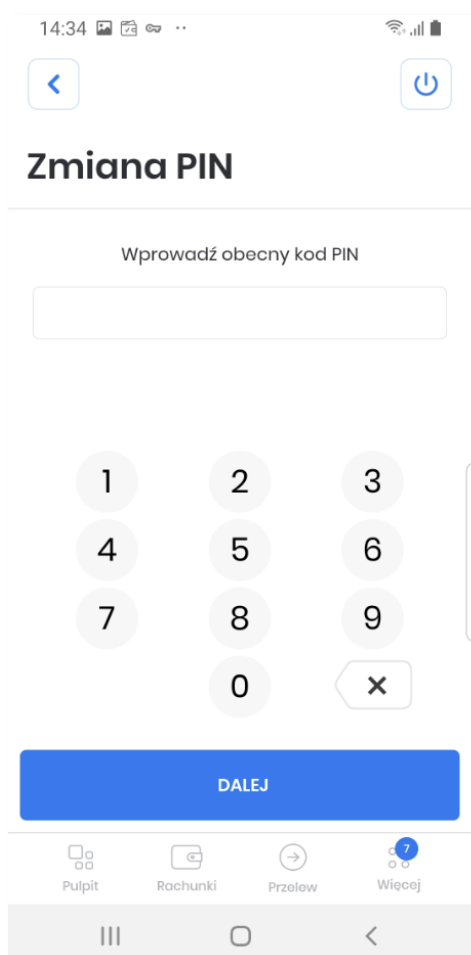 14:34
Zmiana PIN
Wprowadź obecny kod PIN
1 2 3
4 5 6
7 8 9
0
DALEJ
7
Pulpit Rachunki Przelew Więcej